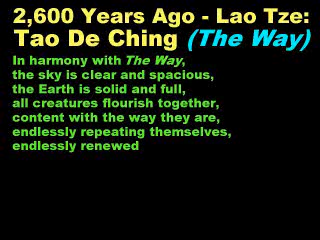 2,600 Years Ago - Lao Tze:
Tao De Ching (The Way)
In harmony with The Way,
the sky is clear and spacious,
the Earth is solid and full,
all creatures flourish together,
content with the way they are,
endlessly repeating themselves,
endlessly renewed